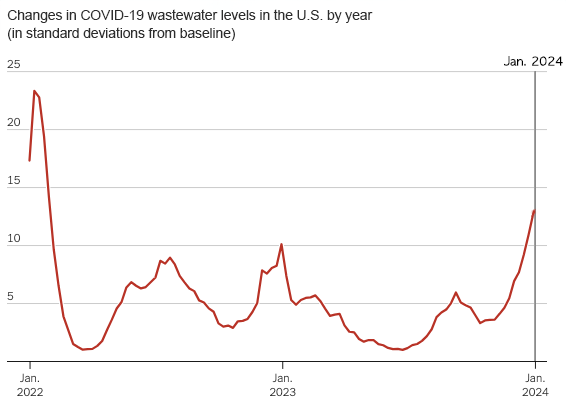 Changes in COVID-19 wastewater levels in the U.S. by year
(in standard deviations from baseline)
Jan. 2024
25
20
15
10
5
Jan. Jan. Jan.
2022 2023 2024